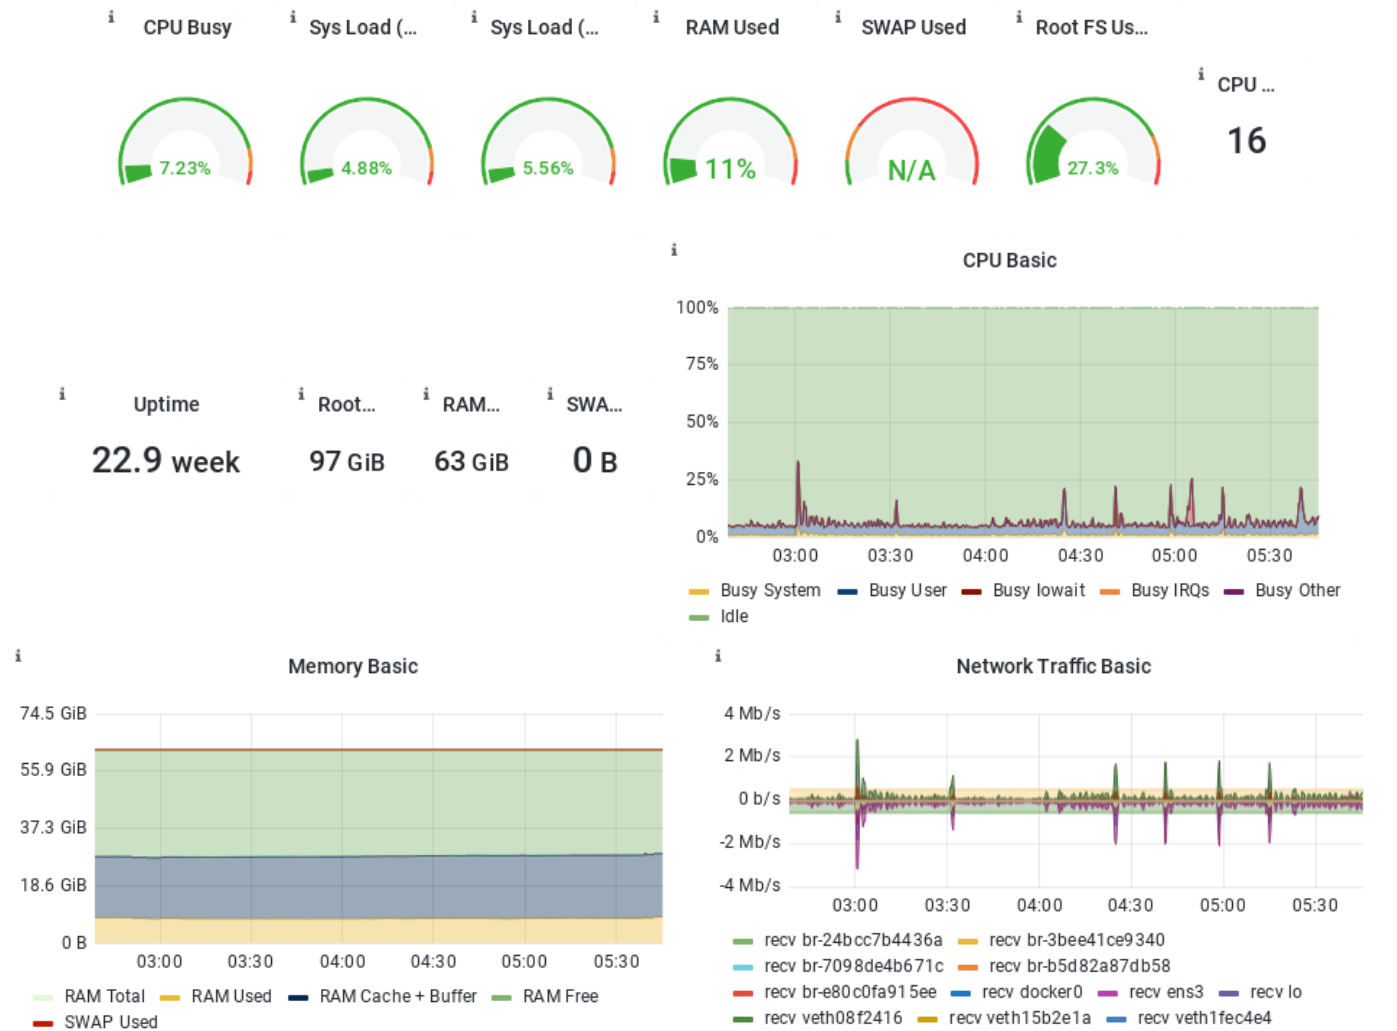 CPU Busy
Sys Load (...
Sys Load (...
RAM Used
SWAP Used
Root FS Us...
CPU ...
7.23%
4.88%
5.56%
11%
N/A
27.3%
16
CPU Basic
100%
75%
50%
25%
0%
03:00 03:30 04:00 04:30 05:00 05:30
Busy System Busy User Busy Iowait Busy IRQs Busy Other
Idle
Uptime
Root...
RAM...
SWA...
22.9 week
97 GiB
63 GiB
0 B
Memory Basic
74.5 GiB
55.9 GiB
37.3 GiB
18.6 GiB
0 B
03:00 03:30 04:00 04:30 05:00 05:30
RAM Total RAM Used RAM Cache + Buffer RAM Free
SWAP Used
Network Traffic Basic
4 Mb/s
2 Mb/s
0 b/s
-2 Mb/s
-4 Mb/s
03:00 03:30 04:00 04:30 05:00 05:30
recv br-24bcc7b4436a recv br-3bee41ce9340
recv br-7098de4b671c recv br-b5d82a87db58
recv br-e80c0fa915ee recv docker0 recv ens3 recv lo
recv veth08f2416 recv veth15b2e1a recv veth1fec4e4